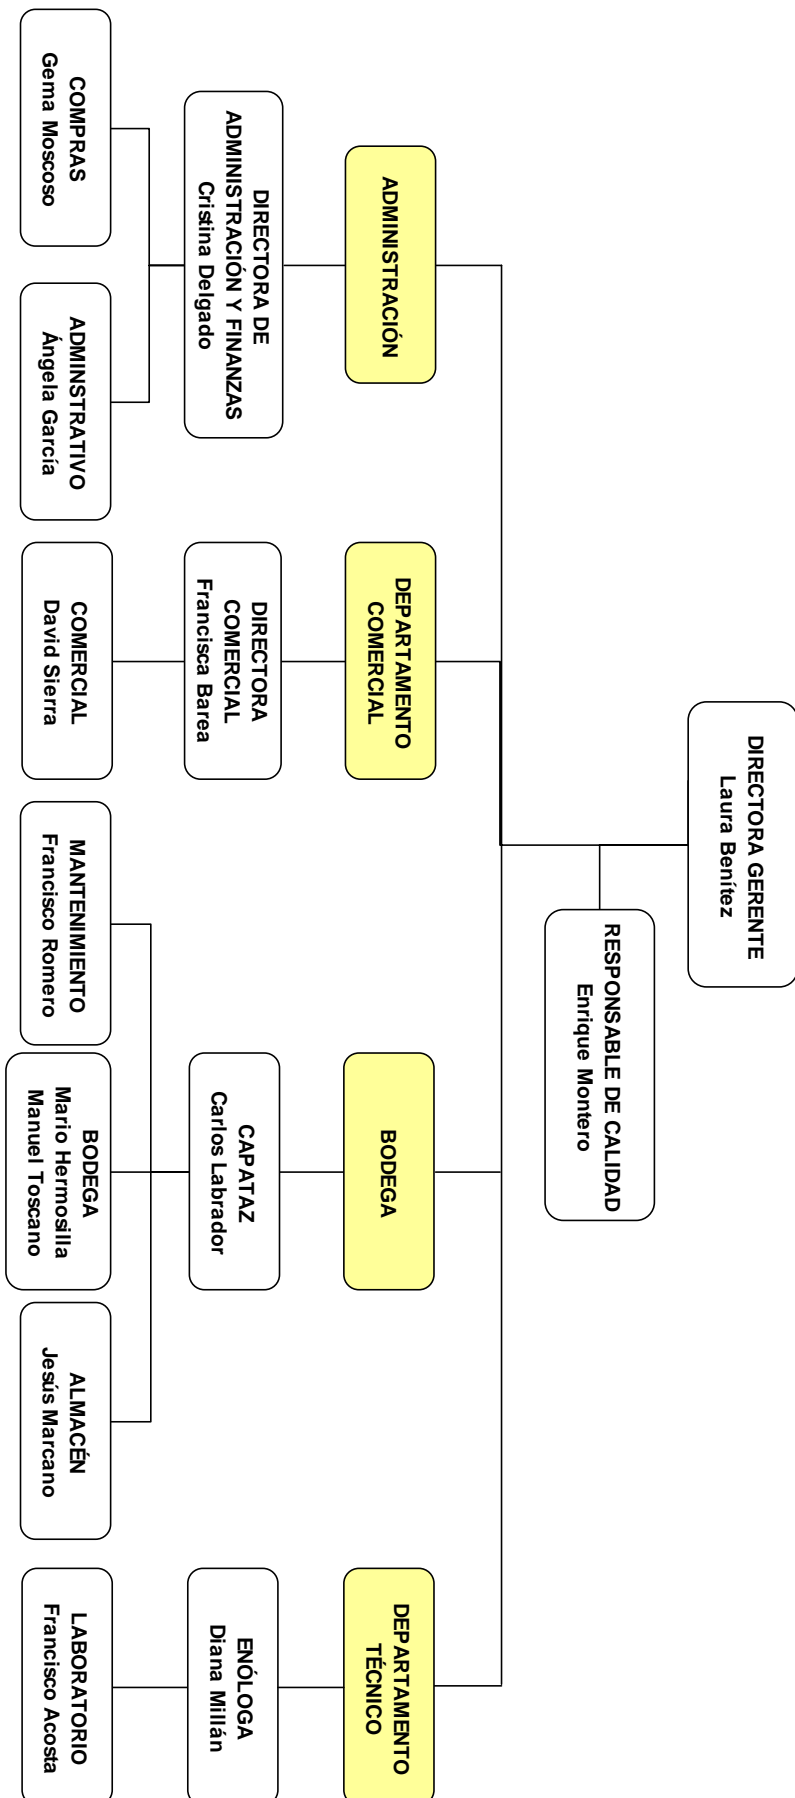 DIRECTORA GERENTE
Laura Benítez
RESPONSABLE DE CALIDAD
Enrique Montero
ADMINISTRACIÓN
DEPARTAMENTO
COMERCIAL
BODEGA
DEPARTAMENTO
TÉCNICO
DIRECTORA DE
ADMINISTRACIÓN Y FINANZAS
Cristina Delgado
DIRECTORA
COMERCIAL
Francisca Barea
CAPATAZ
Carlos Labrador
ENÓLOGA
Diana Millán
COMPRAS
Gema Moscoso
ADMINSTRATIVO
Ángela García
COMERCIAL
David Sierra
MANTENIMIENTO
Francisco Romero
BODEGA
Mario Hermosilla
Manuel Toscano
ALMACÉN
Jesús Marcano
LABORATORIO
Francisco Acosta